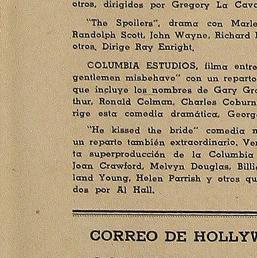 otros, dirigidos por Gregory La Cava
"The Spoilers", drama con Marle
Randolph Scott, John Wayne, Richard
otros, Dirige Ray Enright.
COLUMBIA ESTUDIOS, filma entre
gentlemen misbehave" con un reparto
que incluye los nombres de Gary Gra
thur, Ronald Colman, Charles Coburn
rige esta comedia dramática, George
"He kissed the bride" comedia m
un reparto también extraordinario, Ver
ta superproducción de la Columbia
Joan Crawford, Melvyn Douglas, Billi
land Young, Helen Parrish y otros qu
dos por Al Hall.
CORREO DE HOLLYW